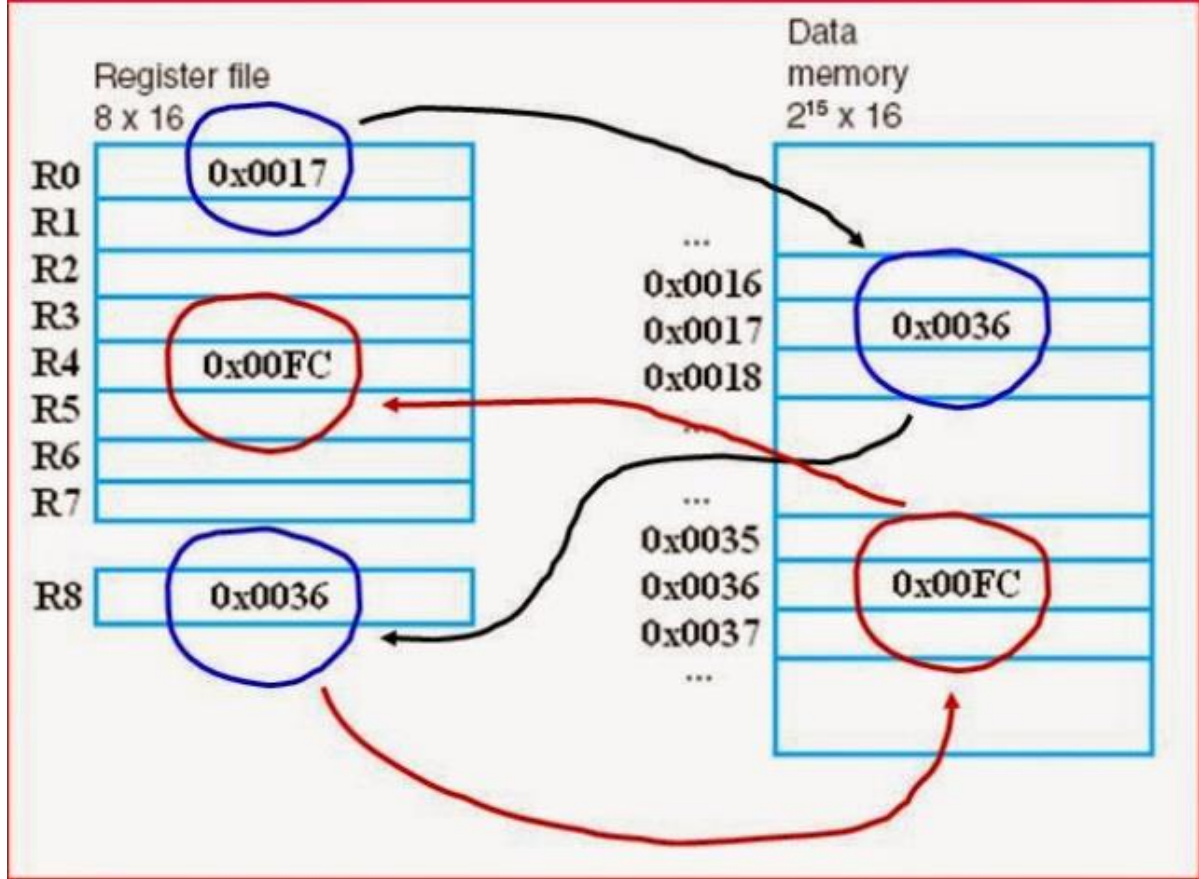 Register file
8 x 16
R0 0x0017
R1
R2
R3
R4 0x00FC
R5
R6
R7
R8 0x0036
Data
memory
2¹⁵ x 16
...
0x0016
0x0017 0x0036
0x0018
...
...
0x0035
0x0036 0x00FC
0x0037
...